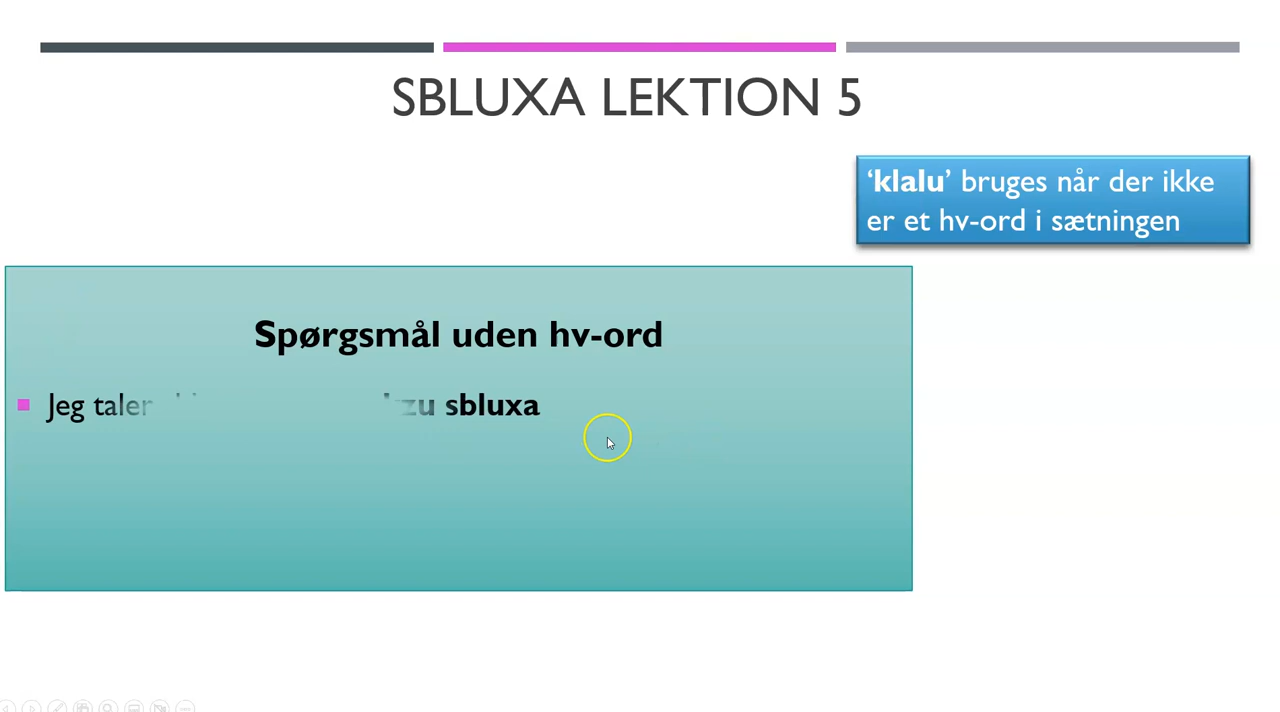 SBLUXA LEKTION 5
‘klalu’ bruges når der ikke
er et hv-ord i sætningen
Spørgsmål uden hv-ord
Jeg taler sbluxa